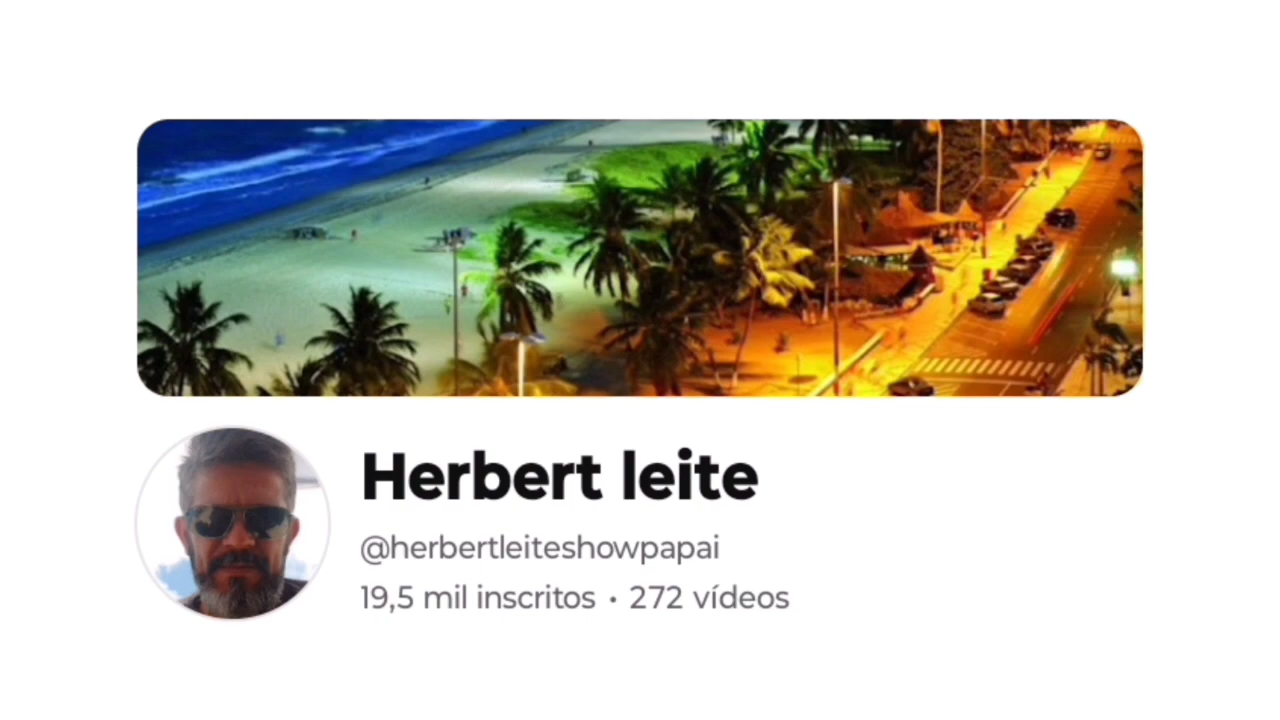 Herbert leite
@herbertleiteshowpapai
19,5 mil inscritos • 272 vídeos